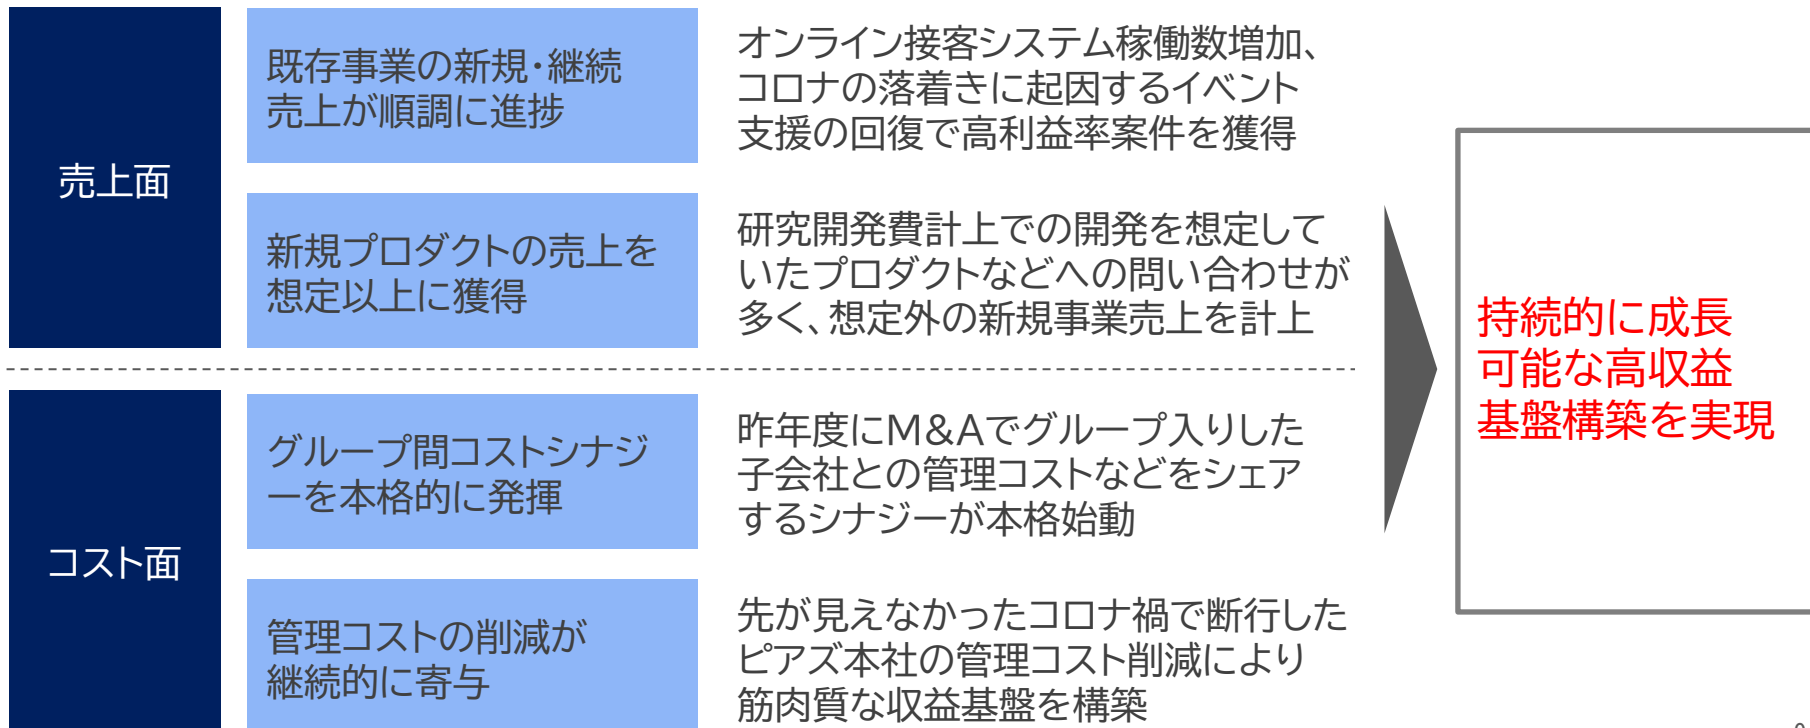 売上面
既存事業の新規・継続
売上が順調に進捗
オンライン接客システム稼働数増加、
コロナの落着きに起因するイベント
支援の回復で高利益率案件を獲得
新規プロダクトの売上を
想定以上に獲得
研究開発費計上での開発を想定して
いたプロダクトなどへの問い合わせが
多く、想定外の新規事業売上を計上
コスト面
グループ間コストシナジ
ーを本格的に発揮
昨年度にM&Aでグループ入りした
子会社との管理コストなどをシェア
するシナジーが本格始動
管理コストの削減が
継続的に寄与
先が見えなかったコロナ禍で断行した
ピアズ本社の管理コスト削減により
筋肉質な収益基盤を構築
持続的に成長
可能な高収益
基盤構築を実現